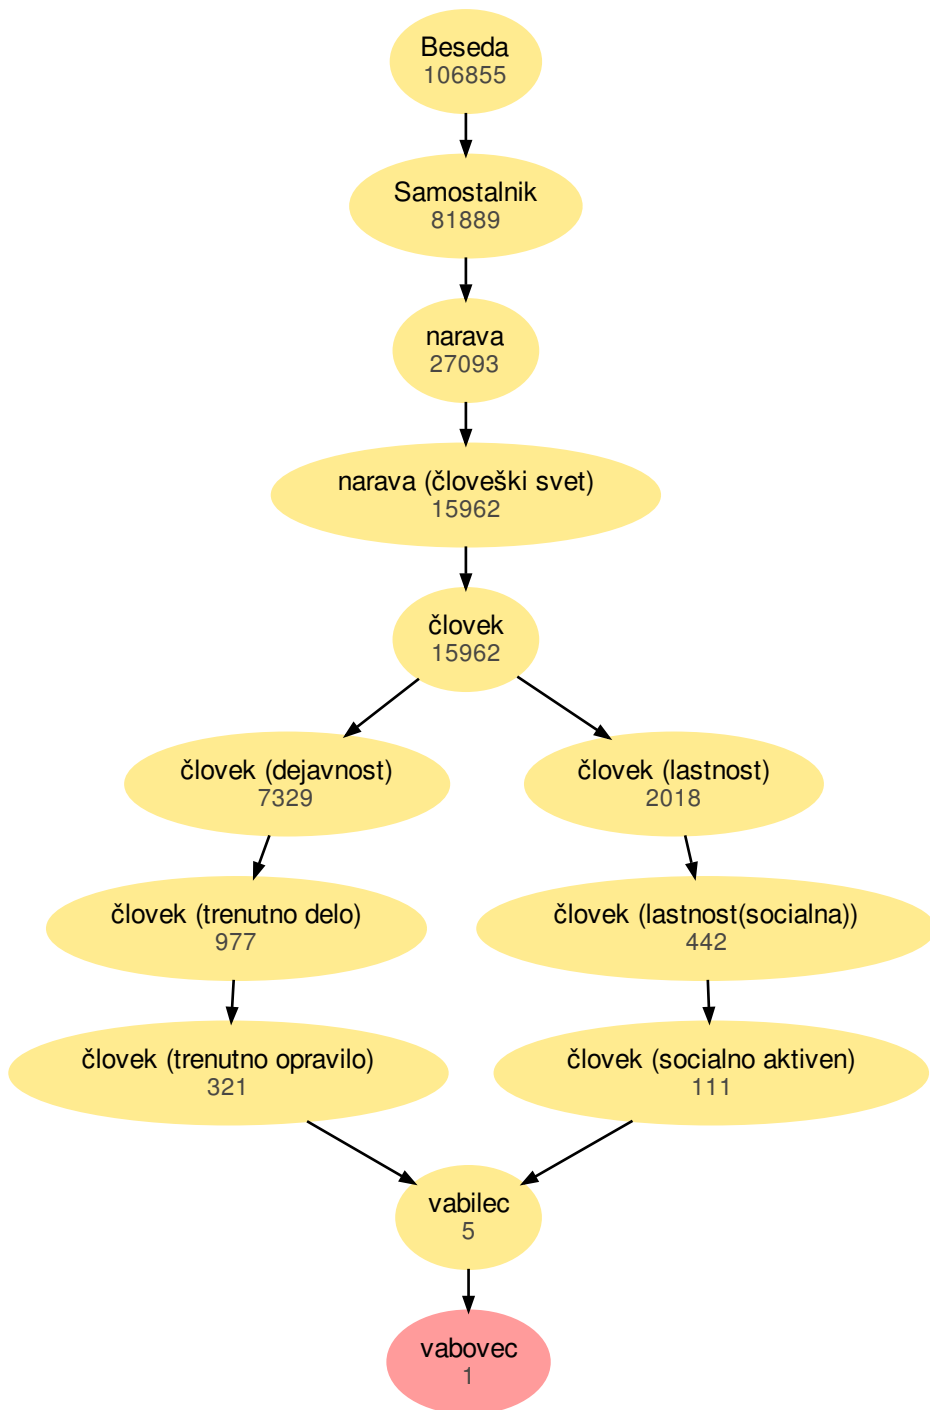 Beseda
106855
Samostalnik
81889
narava
27093
narava (človeški svet)
15962
človek
15962
človek (dejavnost)
7329
človek (lastnost)
2018
človek (trenutno delo)
977
človek (lastnost(socialna))
442
človek (trenutno opravilo)
321
človek (socialno aktiven)
111
vabilec
5
vabovec
1